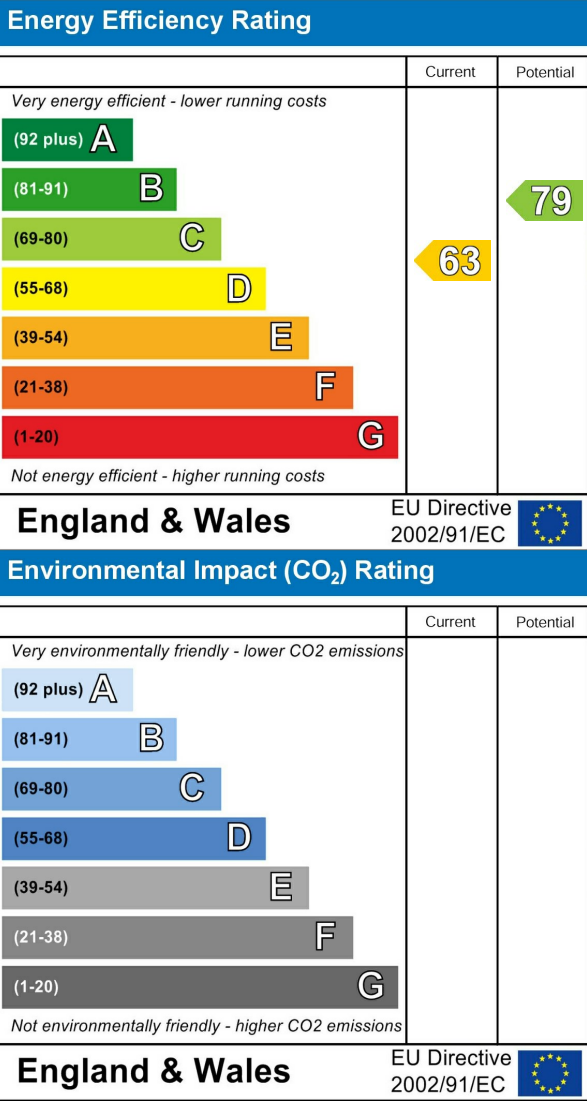 Energy Efficiency Rating
Current Potential
Very energy efficient - lower running costs
(92 plus) A
(81-91) B
79
(69-80) C
63
(55-68) D
(39-54) E
(21-38) F
(1-20) G
Not energy efficient - higher running costs
England & Wales
EU Directive
2002/91/EC
Environmental Impact (CO₂) Rating
Current Potential
Very environmentally friendly - lower CO2 emissions
(92 plus) A
(81-91) B
(69-80) C
(55-68) D
(39-54) E
(21-38) F
(1-20) G
Not environmentally friendly - higher CO2 emissions
England & Wales
EU Directive
2002/91/EC